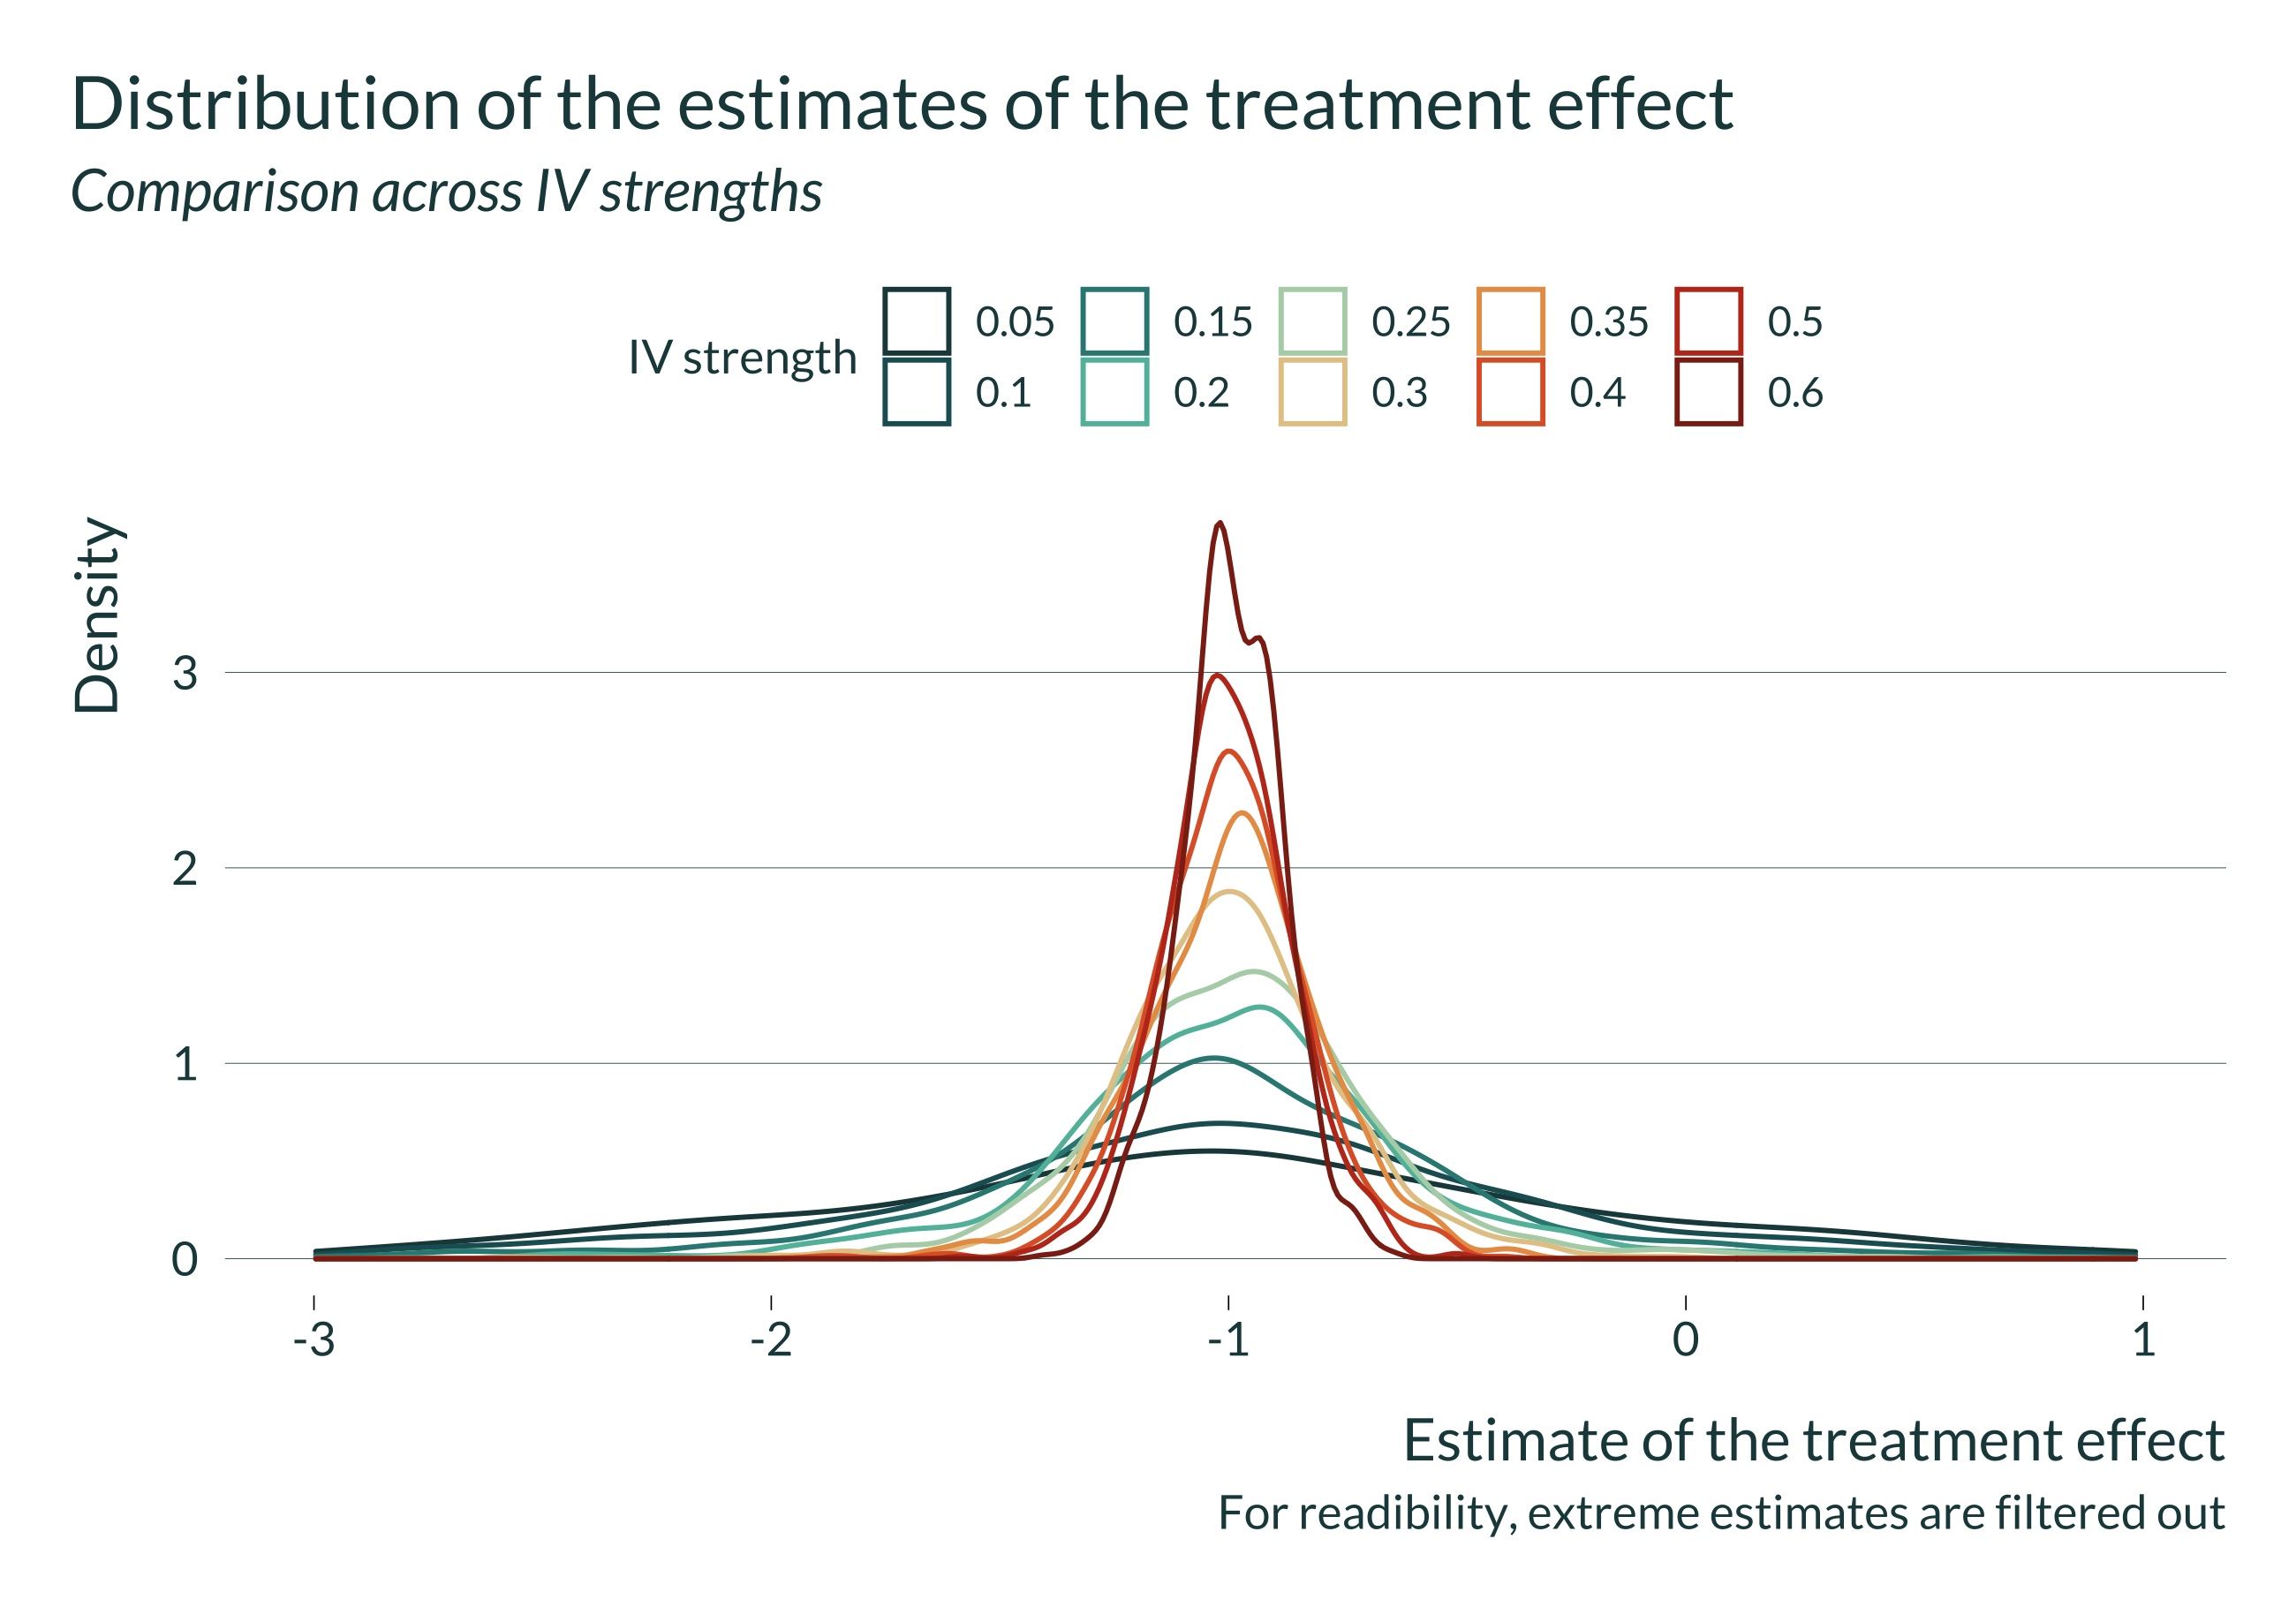 Distribution of the estimates of the treatment effect
Comparison across IV strengths
IV strength
0.05 0.15 0.25 0.35 0.5
0.1 0.2 0.3 0.4 0.6
Density
3
2
1
0
-3 -2 -1 0 1
Estimate of the treatment effect
For readibility, extreme estimates are filtered out